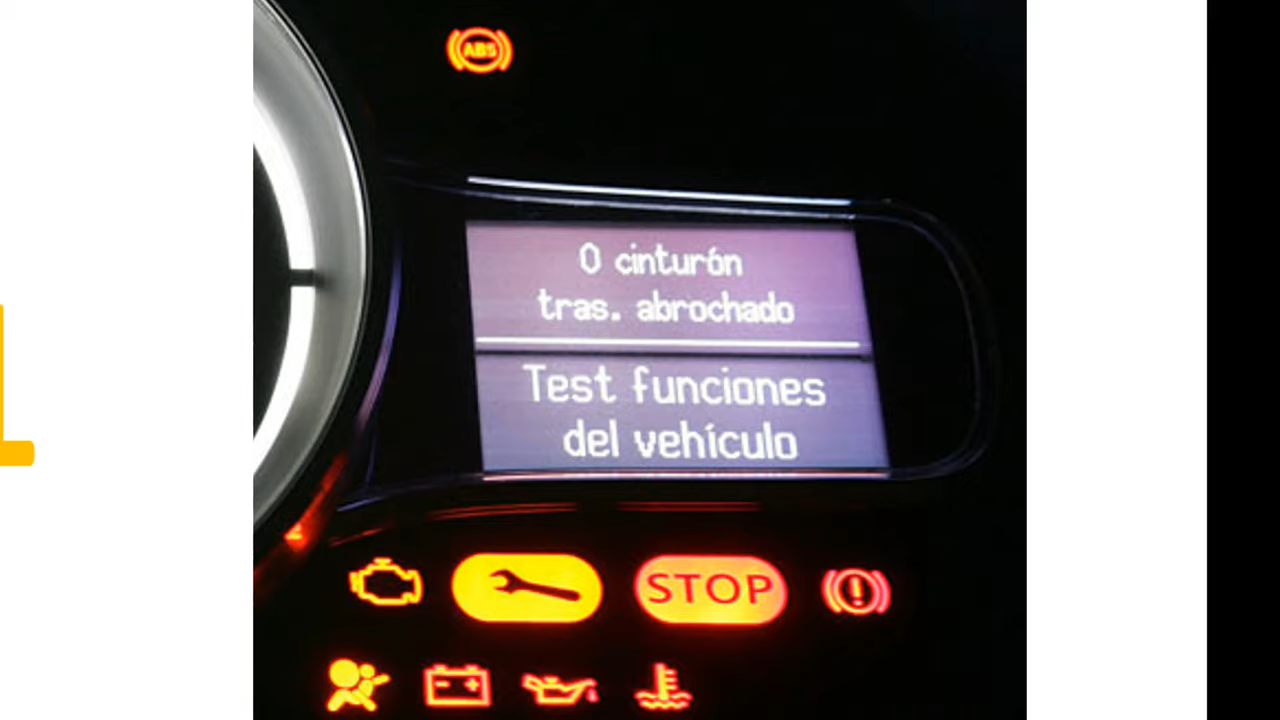 ABS
0 cinturón
tras. abrochado
Test funciones
del vehículo
STOP